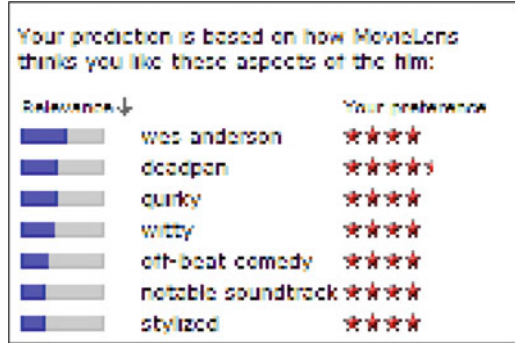 Your prediction is based on how MovieLens
thinks you like these aspects of the film:
Relevance Your preference
wes anderson
deadpan
quirky
witty
off-beat comedy
notable soundtrack
stylized